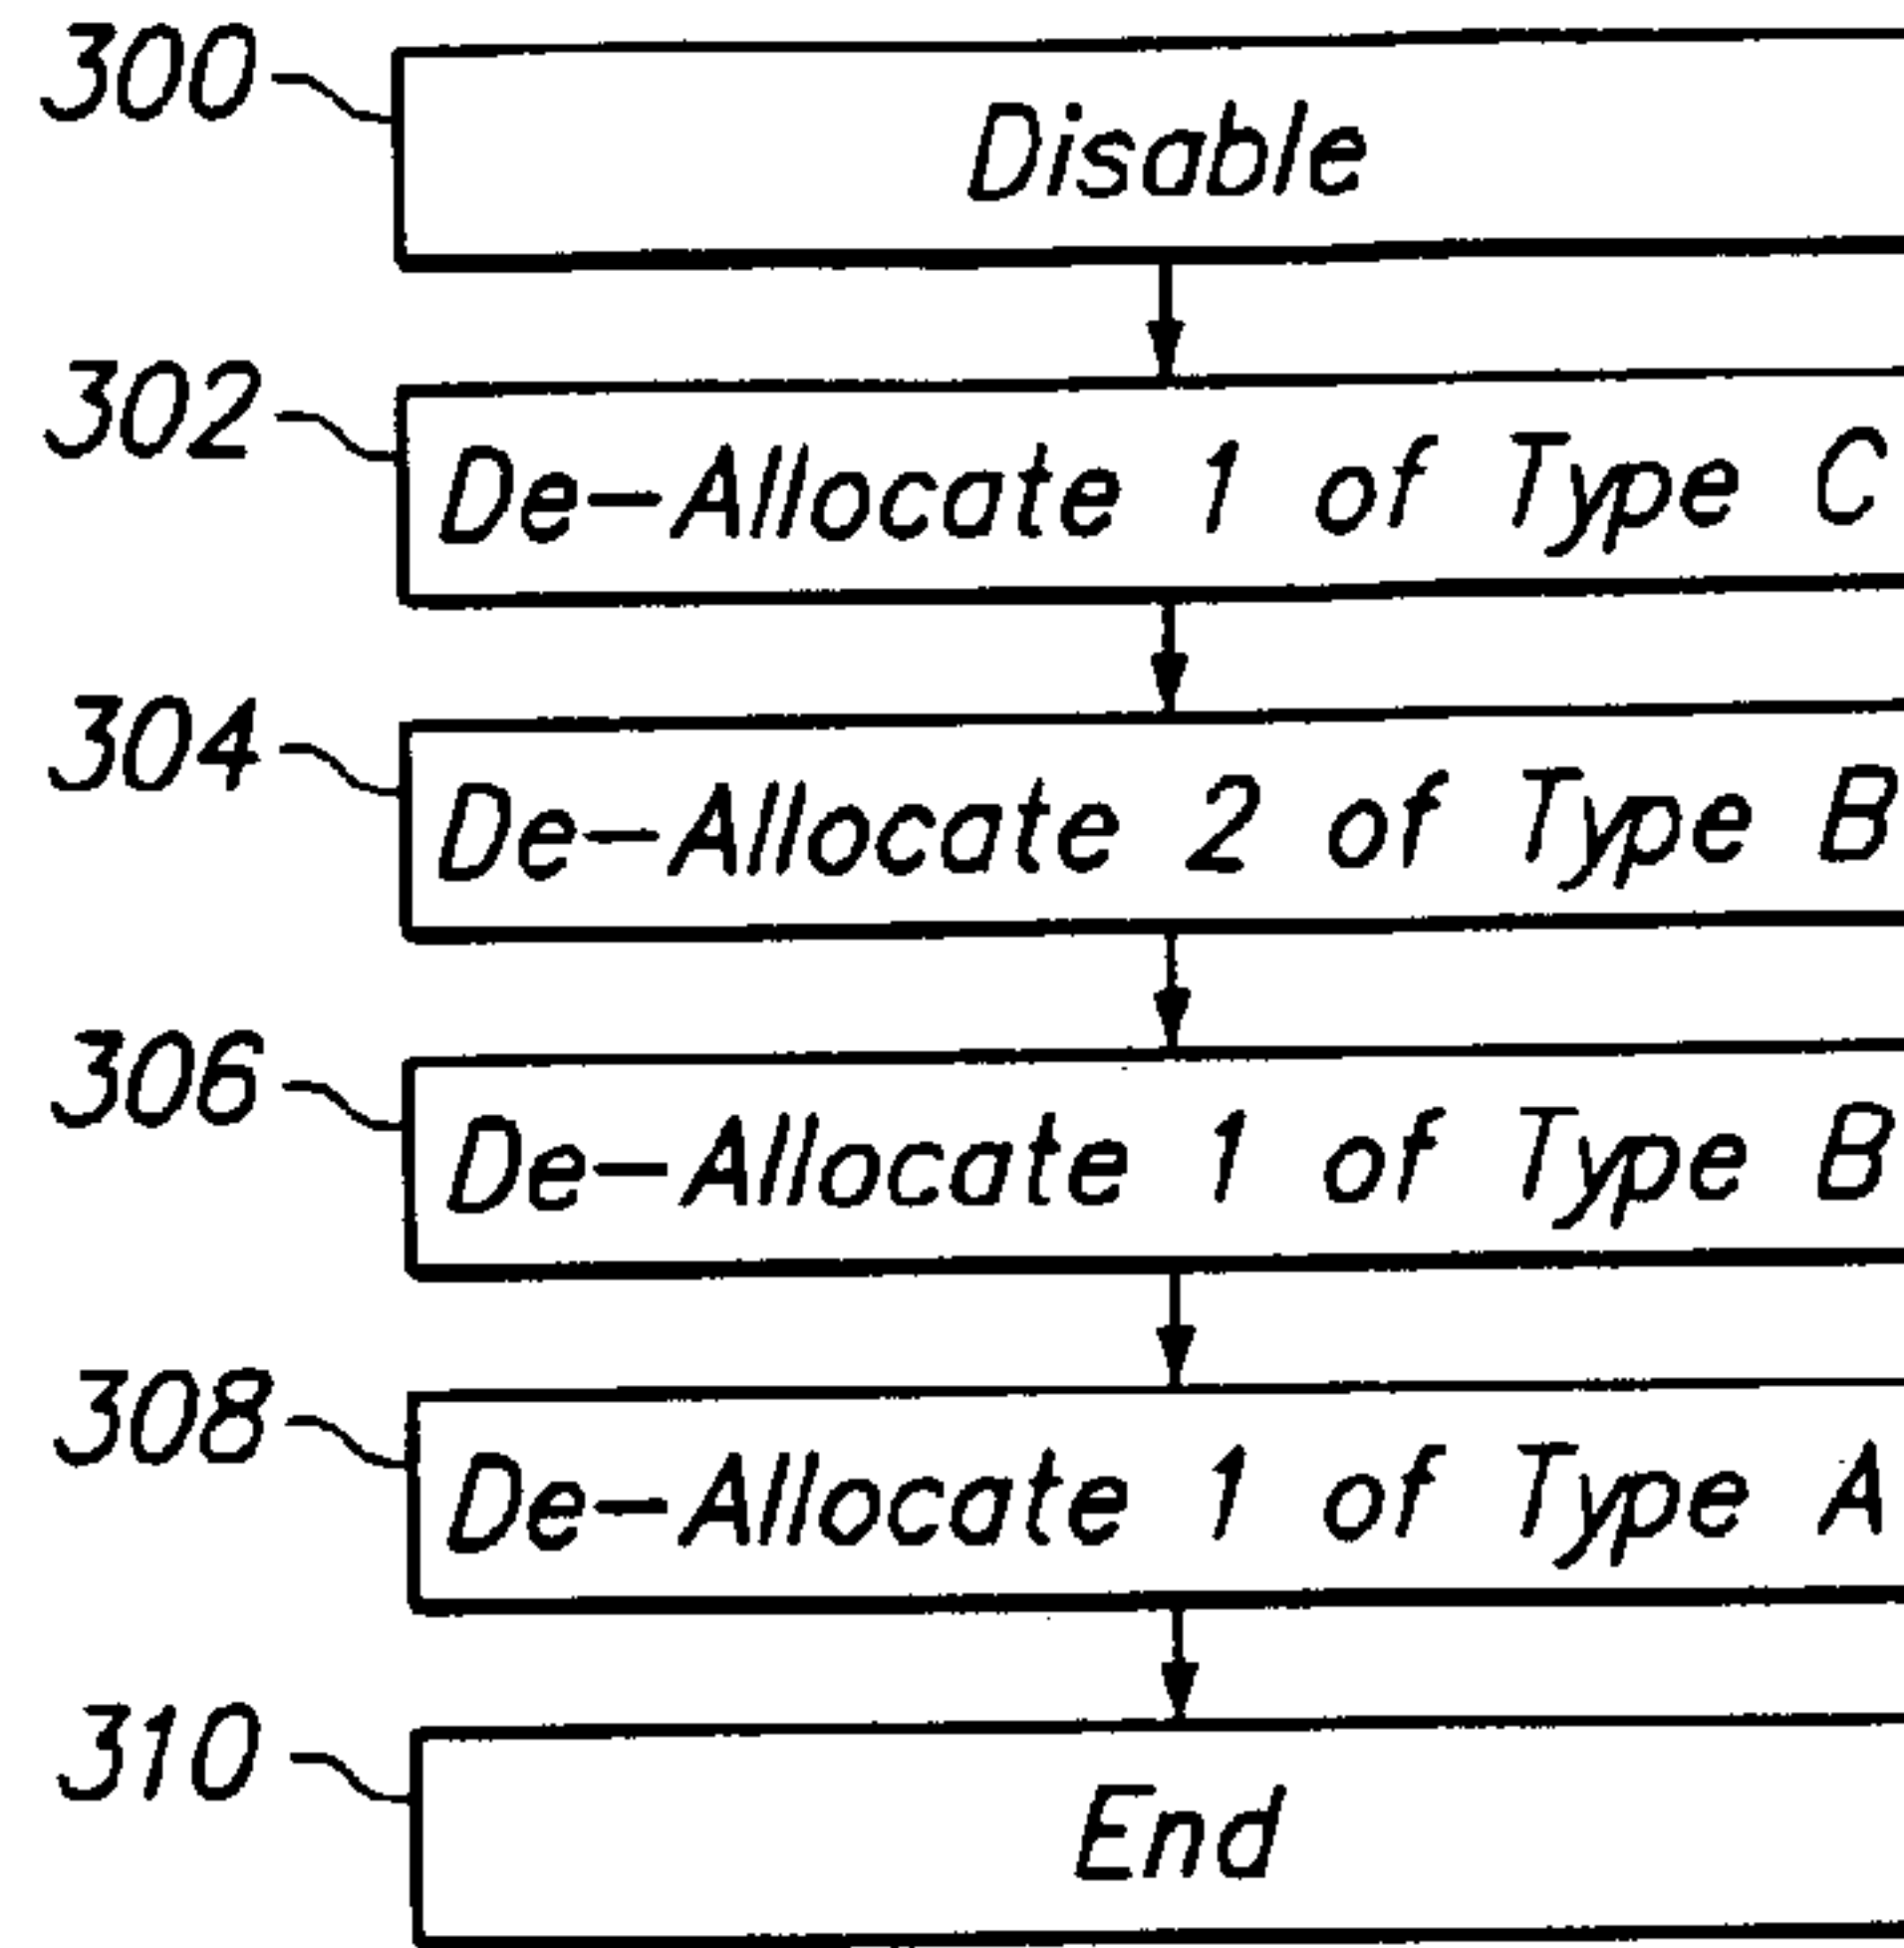 300
Disable
302
De-Allocate 1 of Type C
304
De-Allocate 2 of Type B
306
De-Allocate 1 of Type B
308
De-Allocate 1 of Type A
310
End